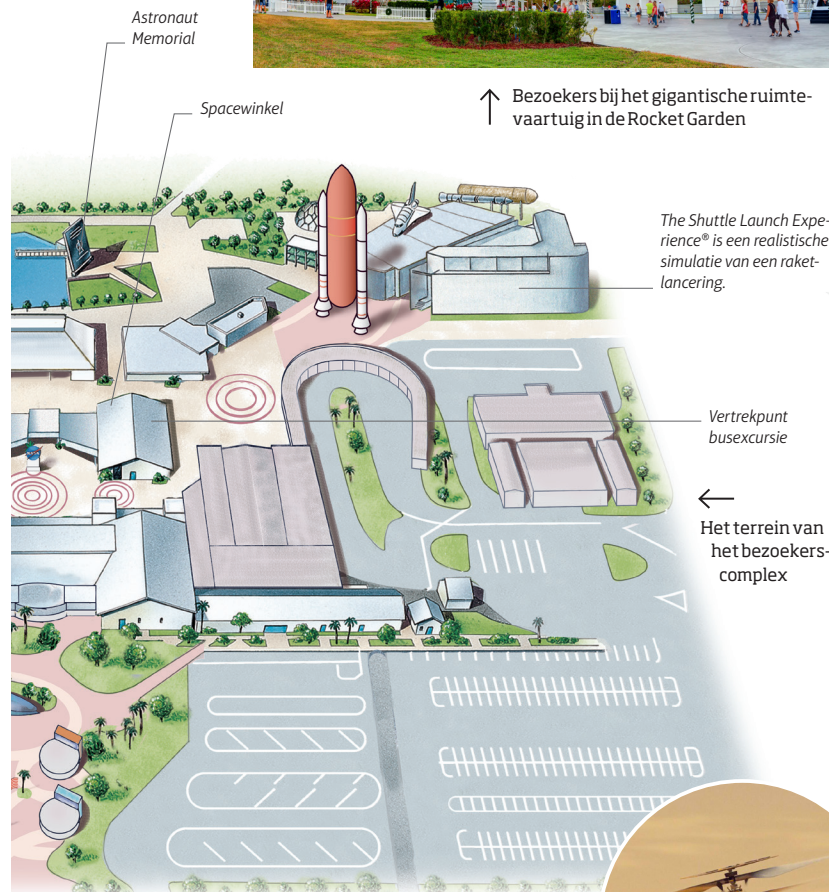 Astronaut
Memorial
Spacewinkel
↑ Bezoekers bij het gigantische ruimte-
vaartuig in de Rocket Garden
The Shuttle Launch Expe-
rience® is een realistische
simulatie van een raket-
lancering.
Vertrekpunt
busexcursie
←
Het terrein van
het bezoekers-
complex